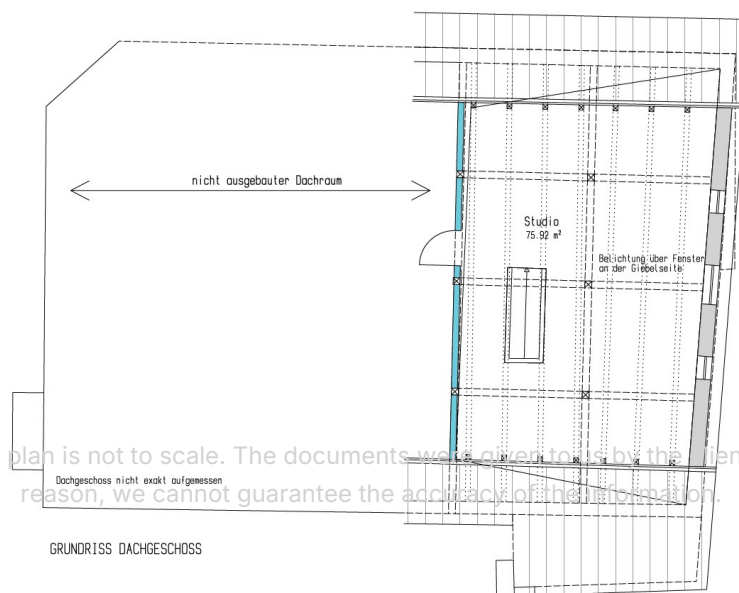 nicht ausgebauter Dachraum
Studio
75.92 m²
Belichtung über Fenster
an der Giebelseite
plan is not to scale. The documents were given to us by the
Dachgeschoss nicht exakt aufgemessen
reason, we cannot guarantee the accuracy of the information.
GRUNDRISS DACHGESCHOSS